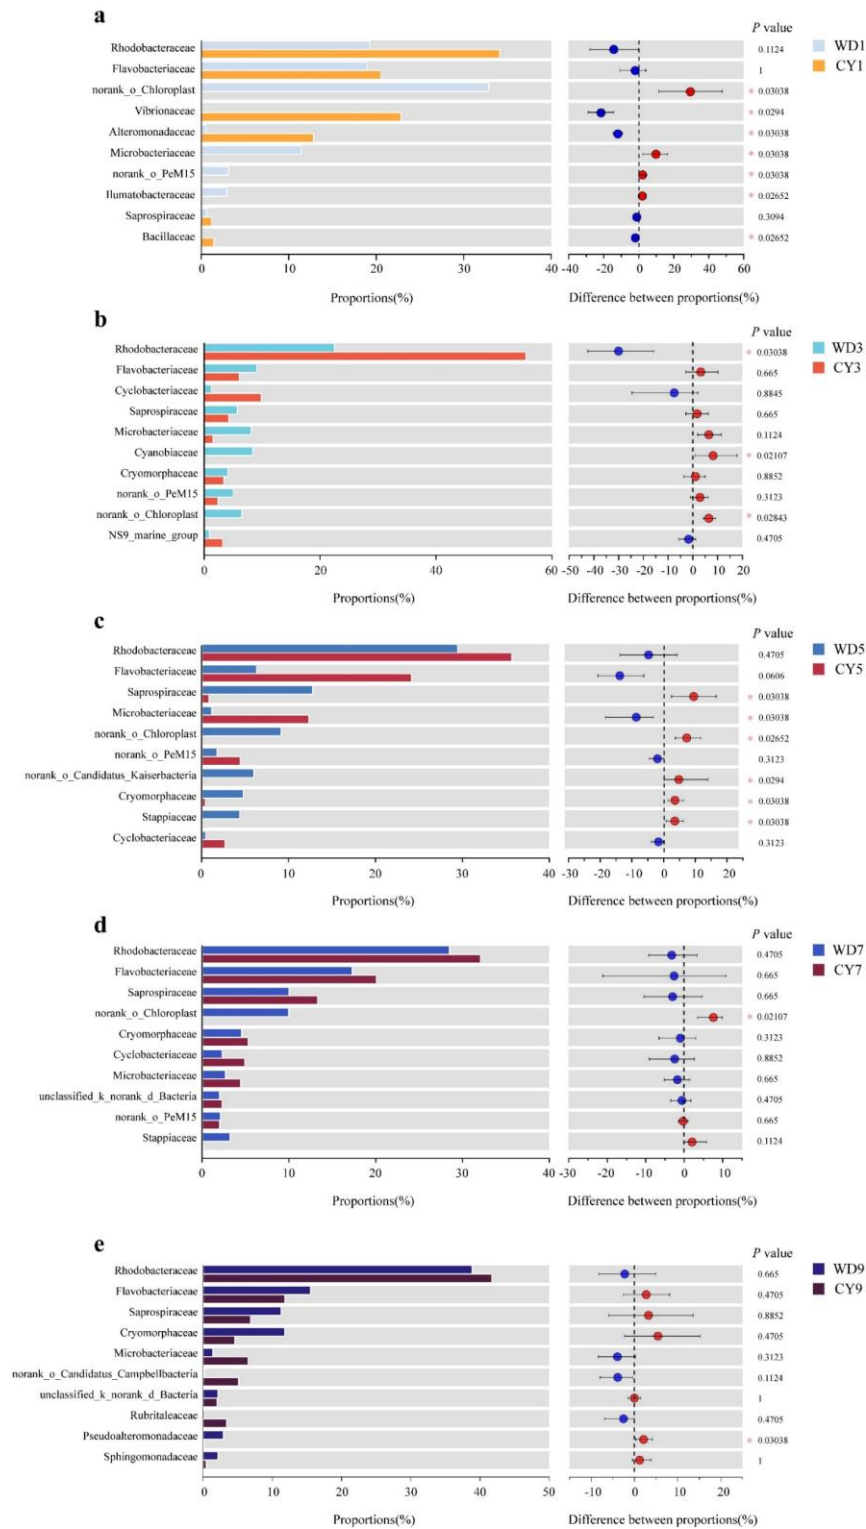 a
P value
Rhodobacteraceae 0.1124 WD1
Flavobacteriaceae 1 CY1
norank_o_Chloroplast * 0.03038
Vibrionaceae * 0.0294
Alteromonadaceae * 0.03038
Microbacteriaceae * 0.03038
norank_o_PeM15 * 0.03038
Ilumatobacteraceae * 0.02652
Saprospiraceae 0.3094
Bacillaceae * 0.02652
0 10 20 30 40 -40 -20 0 20 40 60
Proportions(%) Difference between proportions(%)
b
P value
Rhodobacteraceae * 0.03038 WD3
Flavobacteriaceae 0.665 CY3
Cyclobacteriaceae 0.8845
Saprospiraceae 0.665
Microbacteriaceae 0.1124
Cyanobiaceae * 0.02107
Cryomorphaceae 0.8852
norank_o_PeM15 0.3123
norank_o_Chloroplast * 0.02843
NS9_marine_group 0.4705
0 20 40 60 -50 -40 -30 -20 -10 0 10 20
Proportions(%) Difference between proportions(%)
c
P value
Rhodobacteraceae 0.4705 WD5
Flavobacteriaceae 0.0606 CY5
Saprospiraceae * 0.03038
Microbacteriaceae * 0.03038
norank_o_Chloroplast * 0.02652
norank_o_PeM15 0.3123
norank_o_Candidatus_Kaiserbacteria * 0.0294
Cryomorphaceae * 0.03038
Stappiaceae * 0.03038
Cyclobacteriaceae 0.3123
0 10 20 30 40 -30 -20 -10 0 10 20
Proportions(%) Difference between proportions(%)
d
P value
Rhodobacteraceae 0.4705 WD7
Flavobacteriaceae 0.665 CY7
Saprospiraceae 0.665
norank_o_Chloroplast * 0.02107
Cryomorphaceae 0.3123
Cyclobacteriaceae 0.8852
Microbacteriaceae 0.665
unclassified_k_norank_d_Bacteria 0.4705
norank_o_PeM15 0.665
Stappiaceae 0.1124
0 10 20 30 40 -30 -20 -10 0 10
Proportions(%) Difference between proportions(%)
e
P value
Rhodobacteraceae 0.665 WD9
Flavobacteriaceae 0.4705 CY9
Saprospiraceae 0.8852
Cryomorphaceae 0.4705
Microbacteriaceae 0.3123
norank_o_Candidatus_Campbellbacteria 0.1124
unclassified_k_norank_d_Bacteria 1
Rubritaleaceae 0.4705
Pseudoalteromonadaceae * 0.03038
Sphingomonadaceae 1
0 10 20 30 40 50 -10 0 10 20
Proportions(%) Difference between proportions(%)